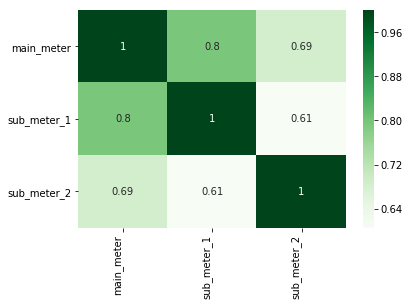 main_meter 1 0.8 0.69
sub_meter_1 0.8 1 0.61
sub_meter_2 0.69 0.61 1
main_meter
sub_meter_1
sub_meter_2
0.96
0.88
0.80
0.72
0.64